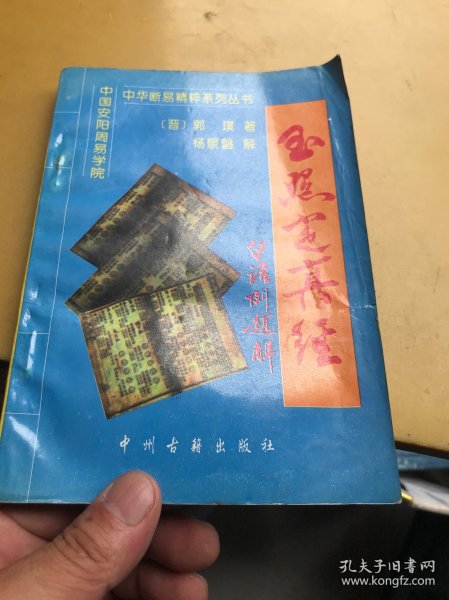 中国安阳周易学院
中华断易精粹系列丛书
〔晋〕郭璞著
杨景磐解
玉照定真经
白话例题解
中州古籍出版社
孔夫子旧书网
www.kongfz.com